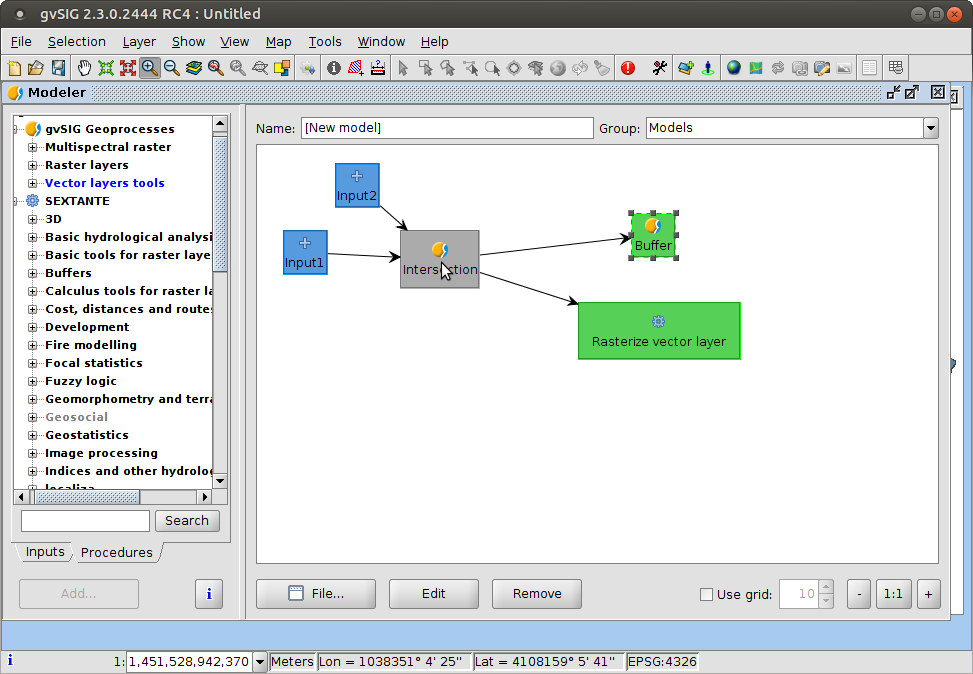 gvSIG 2.3.0.2444 RC4 : Untitled
File Selection Layer Show View Map Tools Window Help
Modeler
gvSIG Geoprocesses
Multispectral raster
Raster layers
Vector layers tools
SEXTANTE
3D
Basic hydrological analysi
Basic tools for raster laye
Buffers
Calculus tools for raster la
Cost, distances and routes
Development
Fire modelling
Focal statistics
Fuzzy logic
Geomorphometry and terra
Geosocial
Geostatistics
Image processing
Indices and other hydrolog
localiza
Search
Inputs Procedures
Add...
i
Name: [New model] Group: Models
Input2
Input1
Intersection
Buffer
Rasterize vector layer
File... Edit Remove Use grid: 10 - 1:1 +
i 1: 1,451,528,942,370 Meters Lon = 1038351° 4' 25" Lat = 4108159° 5' 41" EPSG:4326